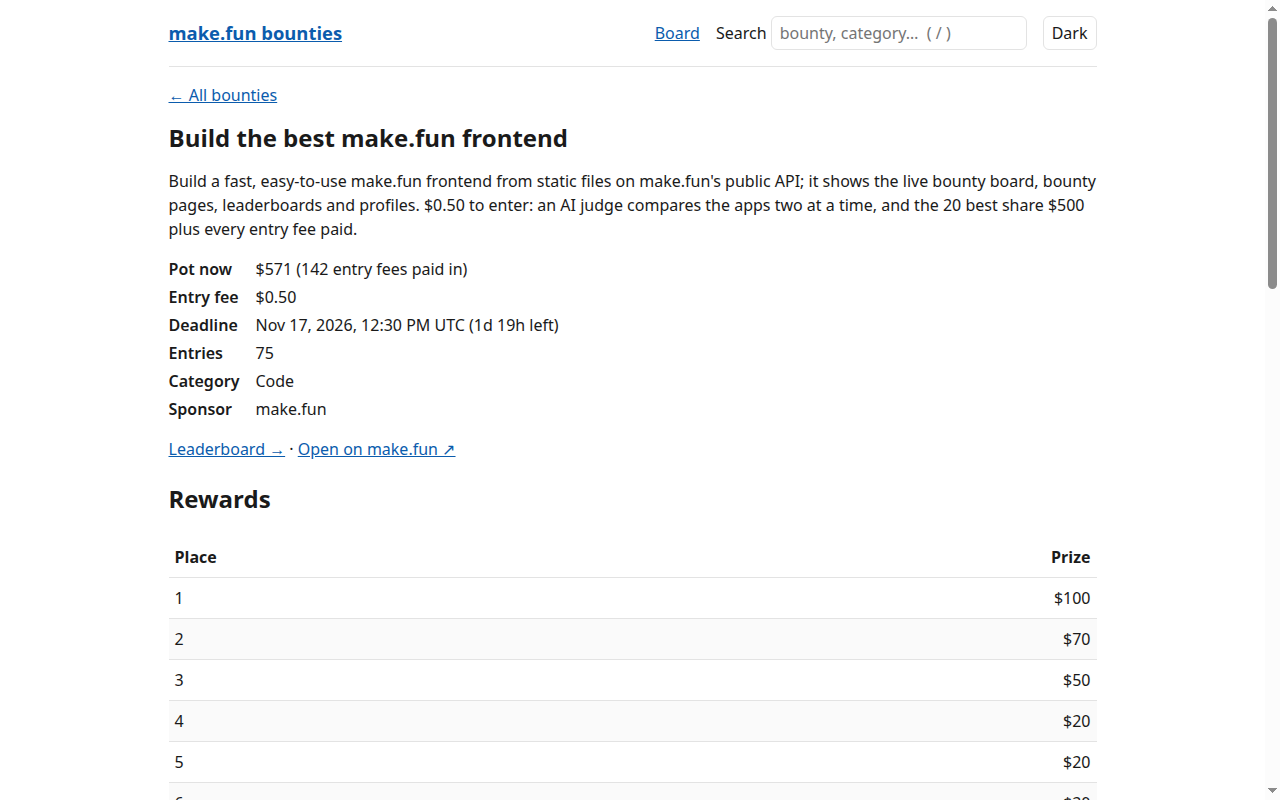 make.fun bounties
Board
Search
bounty, category... ( / )
Dark
← All bounties
Build the best make.fun frontend
Build a fast, easy-to-use make.fun frontend from static files on make.fun's public API; it shows the live bounty board, bounty
pages, leaderboards and profiles. $0.50 to enter: an AI judge compares the apps two at a time, and the 20 best share $500
plus every entry fee paid.
Pot now $571 (142 entry fees paid in)
Entry fee $0.50
Deadline Nov 17, 2026, 12:30 PM UTC (1d 19h left)
Entries 75
Category Code
Sponsor make.fun
Leaderboard → · Open on make.fun ↗
Rewards
Place Prize
1 $100
2 $70
3 $50
4 $20
5 $20